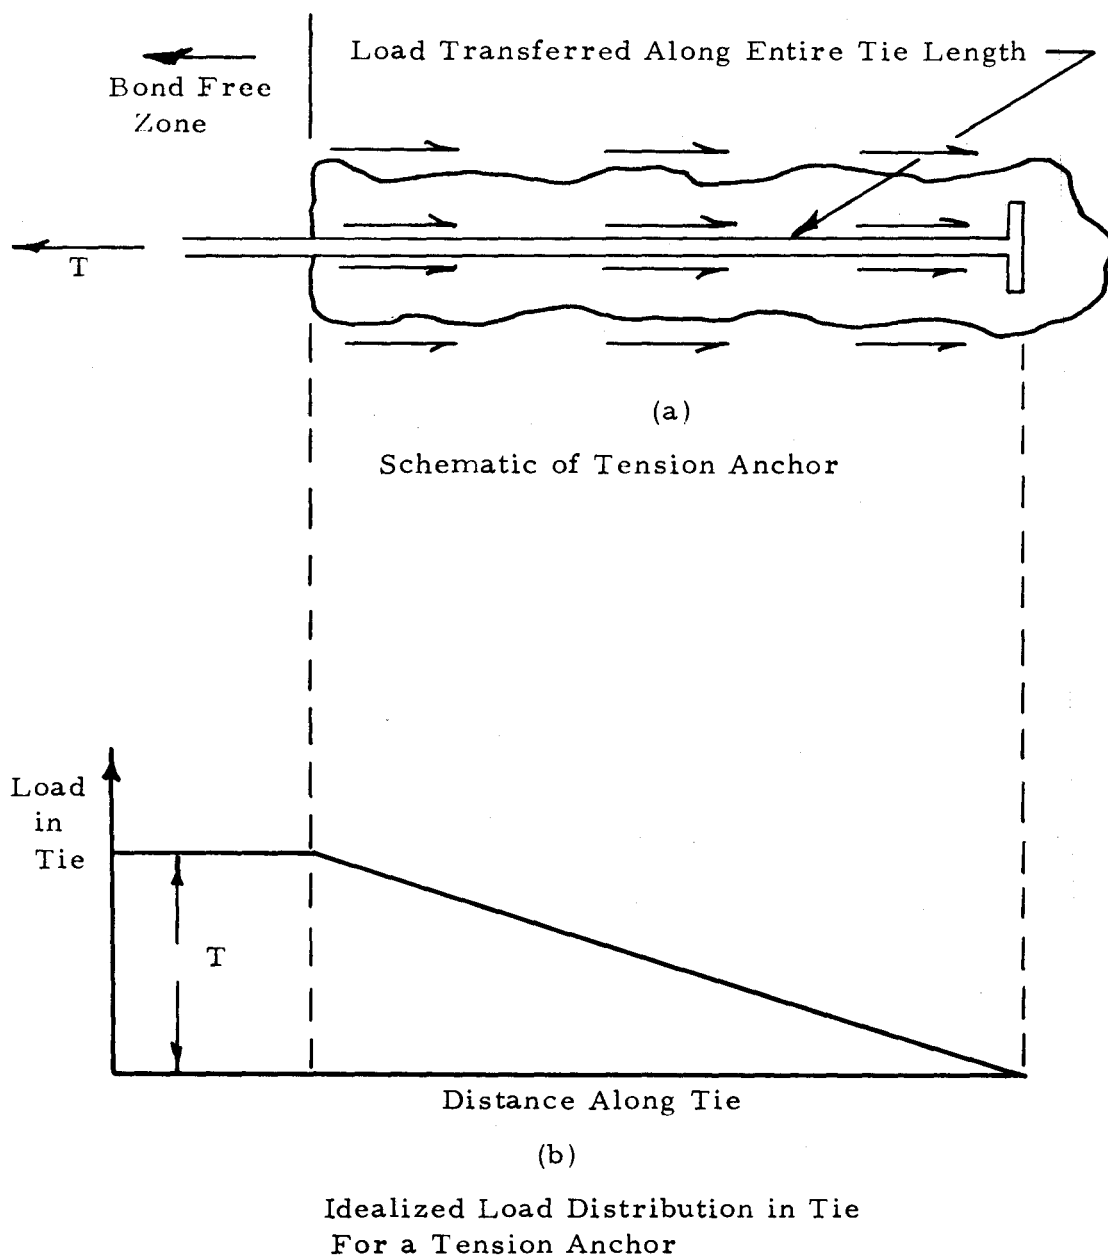 Load Transferred Along Entire Tie Length
Bond Free
Zone
T
(a)
Schematic of Tension Anchor
Load
in
Tie
T
Distance Along Tie
(b)
Idealized Load Distribution in Tie
For a Tension Anchor